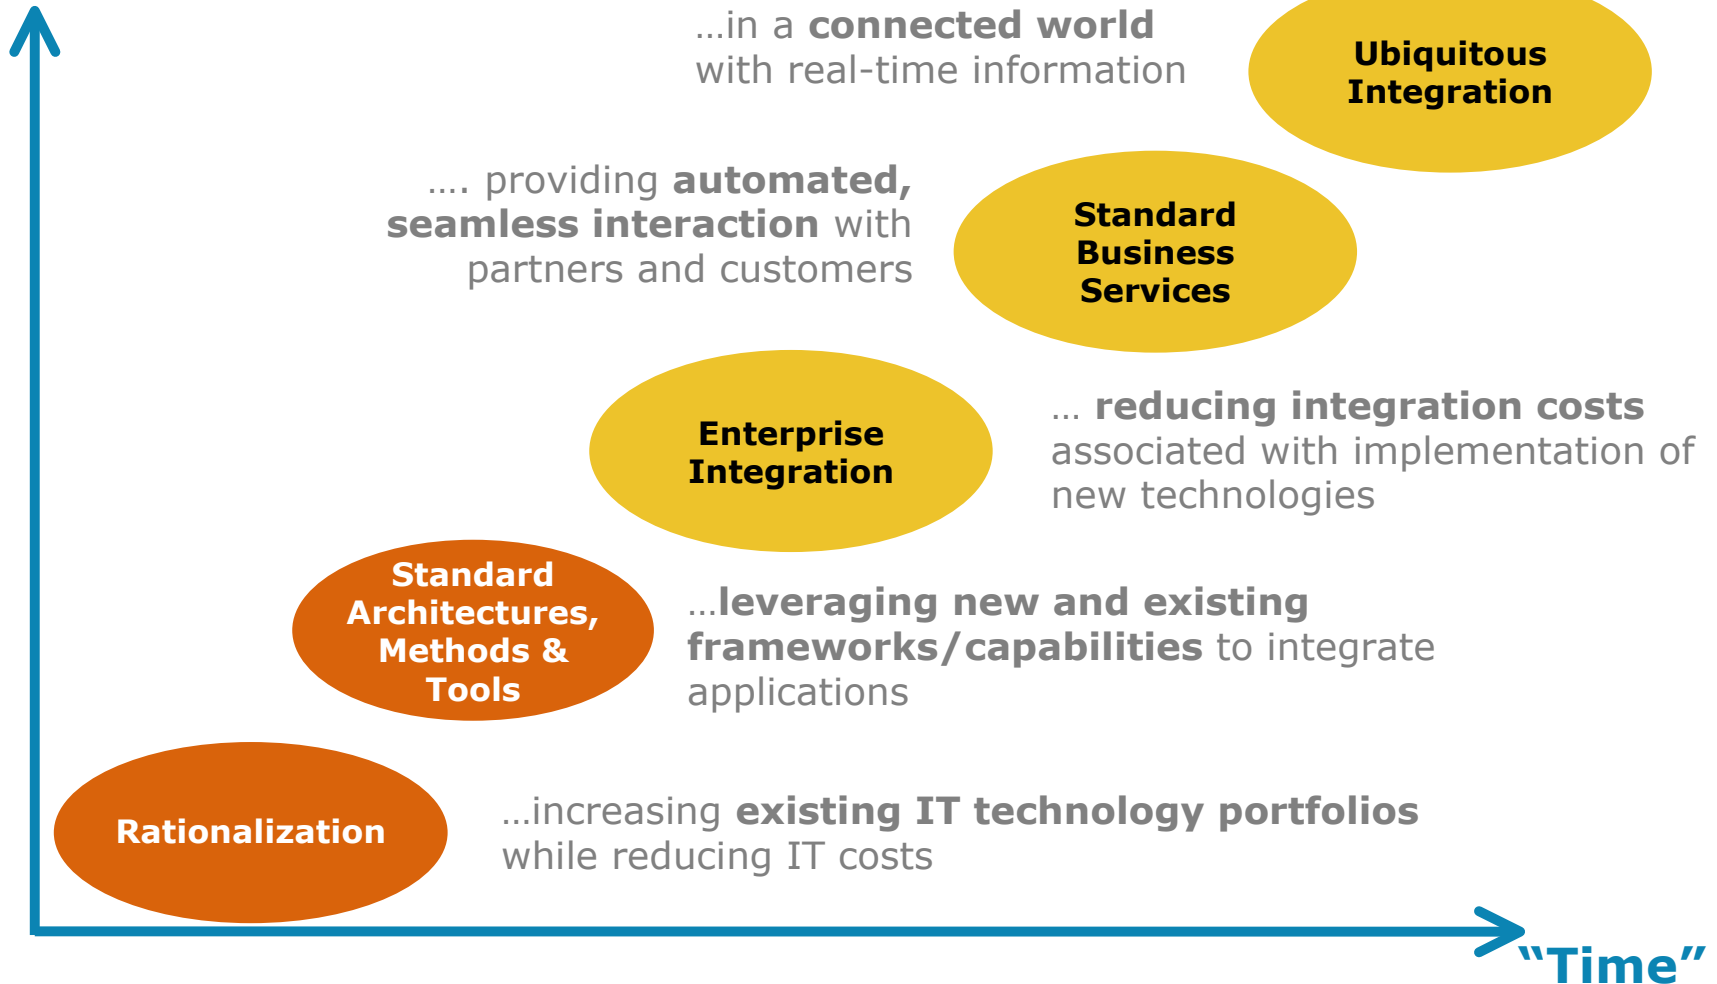 …in a connected world
with real-time information
Ubiquitous
Integration
…. providing automated,
seamless interaction with
partners and customers
Standard
Business
Services
Enterprise
Integration
… reducing integration costs
associated with implementation of
new technologies
Standard
Architectures,
Methods &
Tools
…leveraging new and existing
frameworks/capabilities to integrate
applications
Rationalization
…increasing existing IT technology portfolios
while reducing IT costs
“Time”